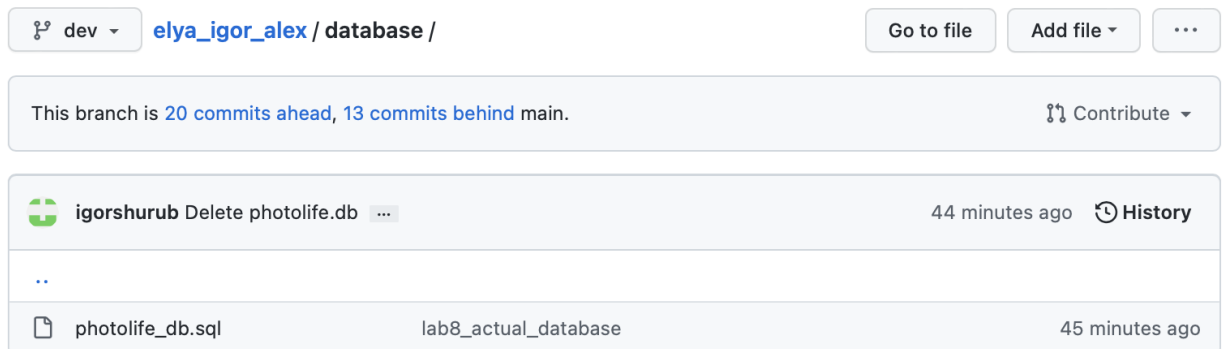 dev elya_igor_alex / database / Go to file Add file ...
This branch is 20 commits ahead, 13 commits behind main. Contribute
igorshurub Delete photolife.db ... 44 minutes ago History
..
photolife_db.sql lab8_actual_database 45 minutes ago